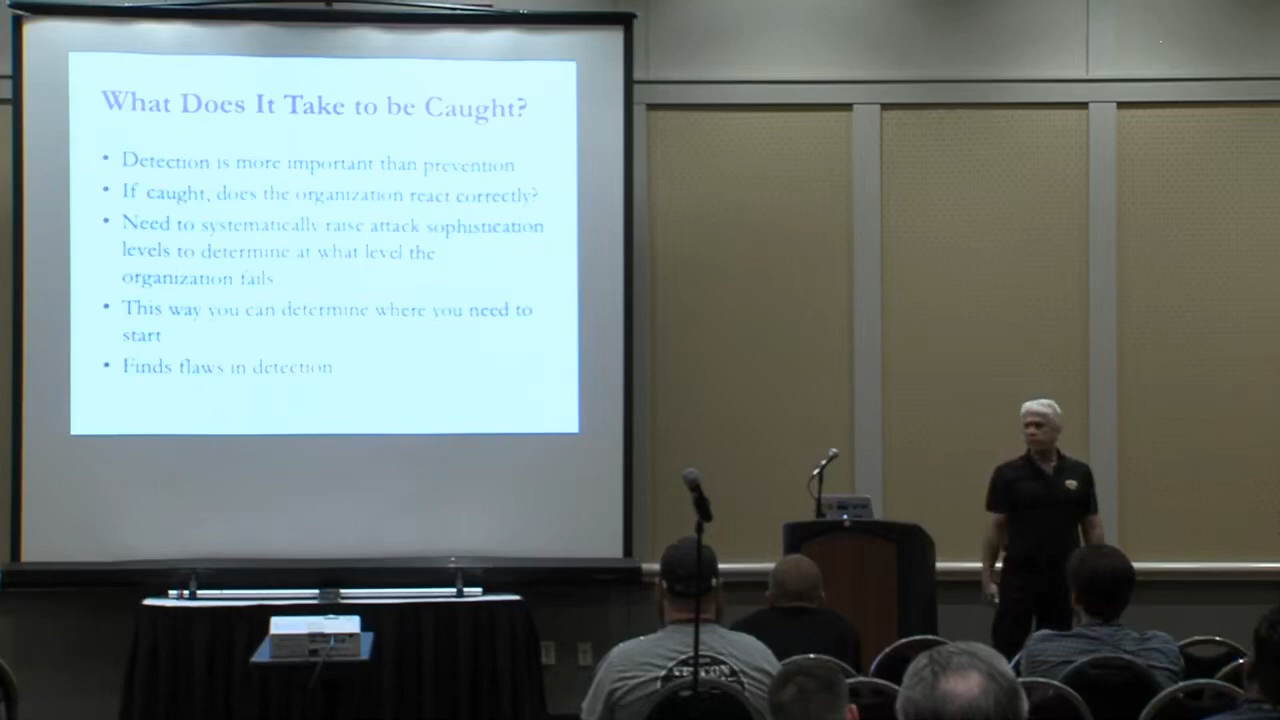 What Does It Take to be Caught?
• Detection is more important than prevention
• If caught, does the organization react correctly?
• Need to systematically raise attack sophistication
levels to determine at what level the
organization fails
• This way you can determine where you need to
start
• Finds flaws in detection